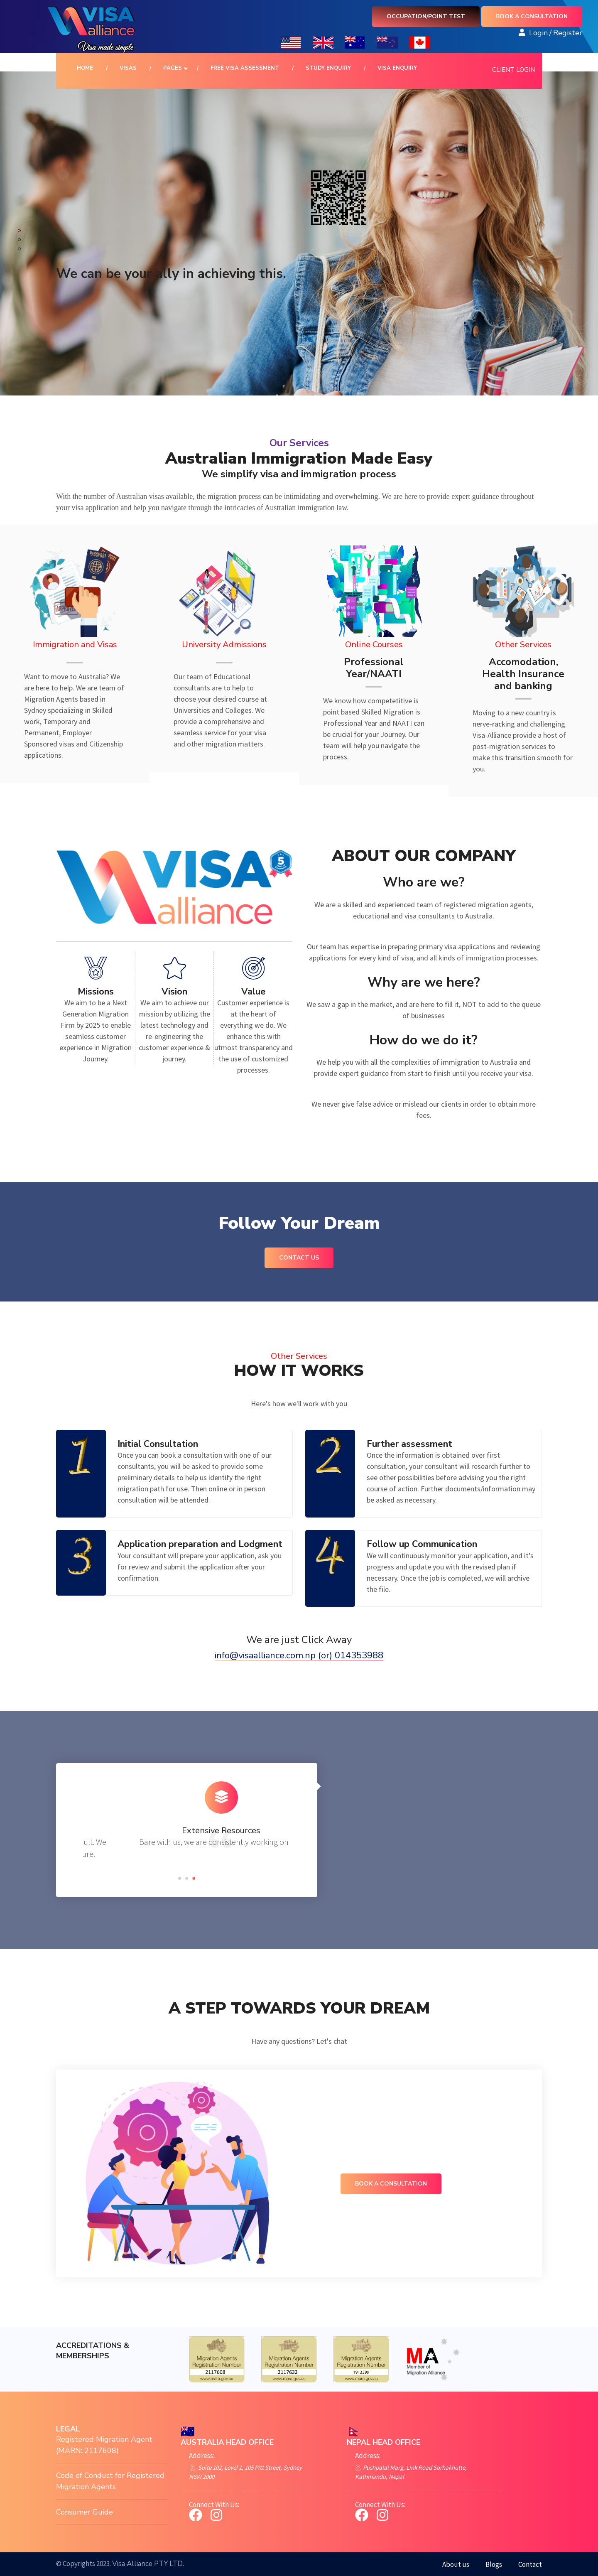 VISA
alliance
Visa made simple
OCCUPATION/POINT TEST
BOOK A CONSULTATION
Login / Register
HOME / VISAS / PAGES / FREE VISA ASSESSMENT / STUDY ENQUIRY / VISA ENQUIRY
CLIENT LOGIN
We can be your ally in achieving this.
Our Services
Australian Immigration Made Easy
We simplify visa and immigration process
With the number of Australian visas available, the migration process can be intimidating and overwhelming. We are here to provide expert guidance throughout
your visa application and help you navigate through the intricacies of Australian immigration law.
Immigration and Visas
Want to move to Australia? We
are here to help. We are team of
Migration Agents based in
Sydney specializing in Skilled
work, Temporary and
Permanent, Employer
Sponsored visas and Citizenship
applications.
University Admissions
Our team of Educational
consultants are to help to
choose your desired course at
Universities and Colleges. We
provide a comprehensive and
seamless service for your visa
and other migration matters.
Online Courses
Professional
Year/NAATI
We know how competetitive is
point based Skilled Migration is.
Professional Year and NAATI can
be crucial for your Journey. Our
team will help you navigate the
process.
Other Services
Accomodation,
Health Insurance
and banking
Moving to a new country is
nerve-racking and challenging.
Visa-Alliance provide a host of
post-migration services to
make this transition smooth for
you.
VISA
alliance
5
Missions
We aim to be a Next
Generation Migration
Firm by 2025 to enable
seamless customer
experience in Migration
Journey.
Vision
We aim to achieve our
mission by utilizing the
latest technology and
re-engineering the
customer experience &
journey.
Value
Customer experience is
at the heart of
everything we do. We
enhance this with
utmost transparency and
the use of customized
processes.
ABOUT OUR COMPANY
Who are we?
We are a skilled and experienced team of registered migration agents,
educational and visa consultants to Australia.
Our team has expertise in preparing primary visa applications and reviewing
applications for every kind of visa, and all kinds of immigration processes.
Why are we here?
We saw a gap in the market, and are here to fill it, NOT to add to the queue
of businesses
How do we do it?
We help you with all the complexities of immigration to Australia and
provide expert guidance from start to finish until you receive your visa.
We never give false advice or mislead our clients in order to obtain more
fees.
Follow Your Dream
CONTACT US
Other Services
HOW IT WORKS
Here's how we'll work with you
1
Initial Consultation
Once you can book a consultation with one of our
consultants, you will be asked to provide some
preliminary details to help us identify the right
migration path for use. Then online or in person
consultation will be attended.
2
Further assessment
Once the information is obtained over first
consultation, your consultant will research further to
see other possibilities before advising you the right
course of action. Further documents/information may
be asked as necessary.
3
Application preparation and Lodgment
Your consultant will prepare your application, ask you
for review and submit the application after your
confirmation.
4
Follow up Communication
We will continuously monitor your application, and it's
progress and update you with the revised plan if
necessary. Once the job is completed, we will archive
the file.
We are just Click Away
info@visaalliance.com.np (or) 014353988
Extensive Resources
ult. We
ure.
Bare with us, we are consistently working on
A STEP TOWARDS YOUR DREAM
Have any questions? Let's chat
BOOK A CONSULTATION
ACCREDITATIONS &
MEMBERSHIPS
Migration Agents
Registration Number
2117608
www.mara.gov.au
Migration Agents
Registration Number
2117632
www.mara.gov.au
Migration Agents
Registration Number
www.mara.gov.au
MA
Member of
Migration Alliance
LEGAL
Registered Migration Agent
(MARN: 2117608)
Code of Conduct for Registered
Migration Agents
Consumer Guide
AUSTRALIA HEAD OFFICE
Address:
Suite 102, Level 1, 105 Pitt Street, Sydney
NSW 2000
Connect With Us:
NEPAL HEAD OFFICE
Address:
Pushpalal Marg, Link Road Sorhakhutte,
Kathmandu, Nepal
Connect With Us:
© Copyrights 2023. Visa Alliance PTY LTD.
About us
Blogs
Contact